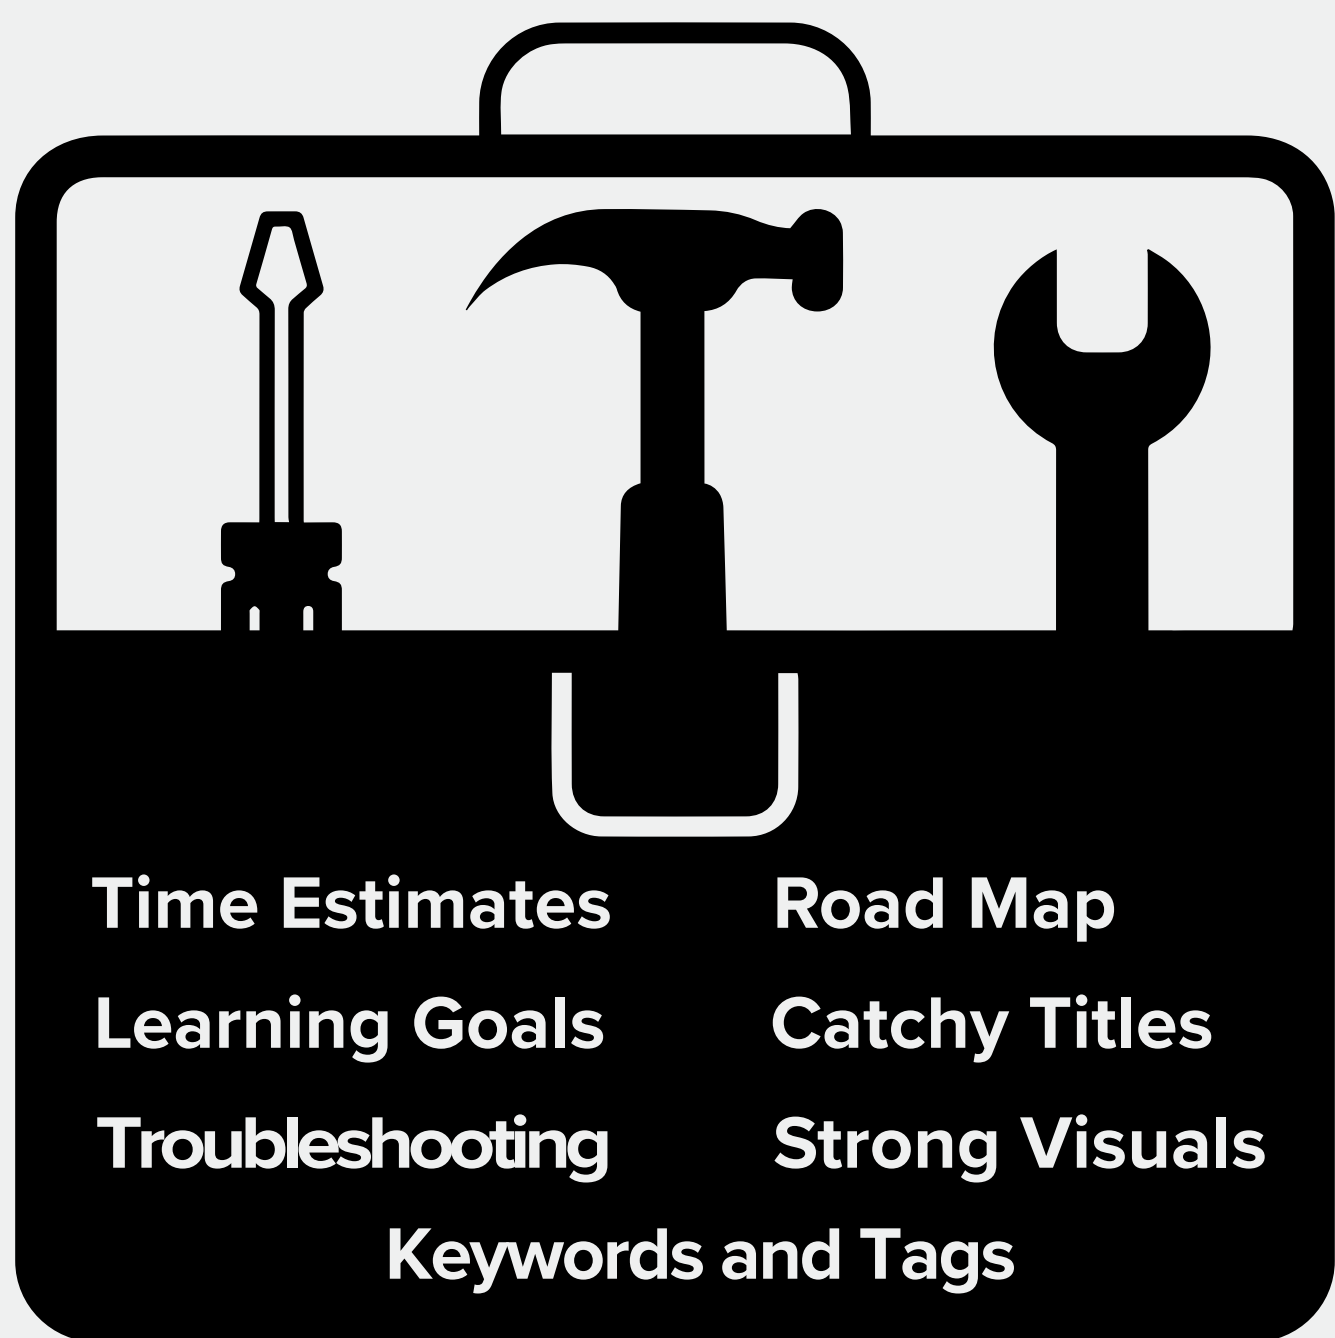 Time Estimates
Road Map
Learning Goals
Catchy Titles
Troubleshooting
Strong Visuals
Keywords and Tags